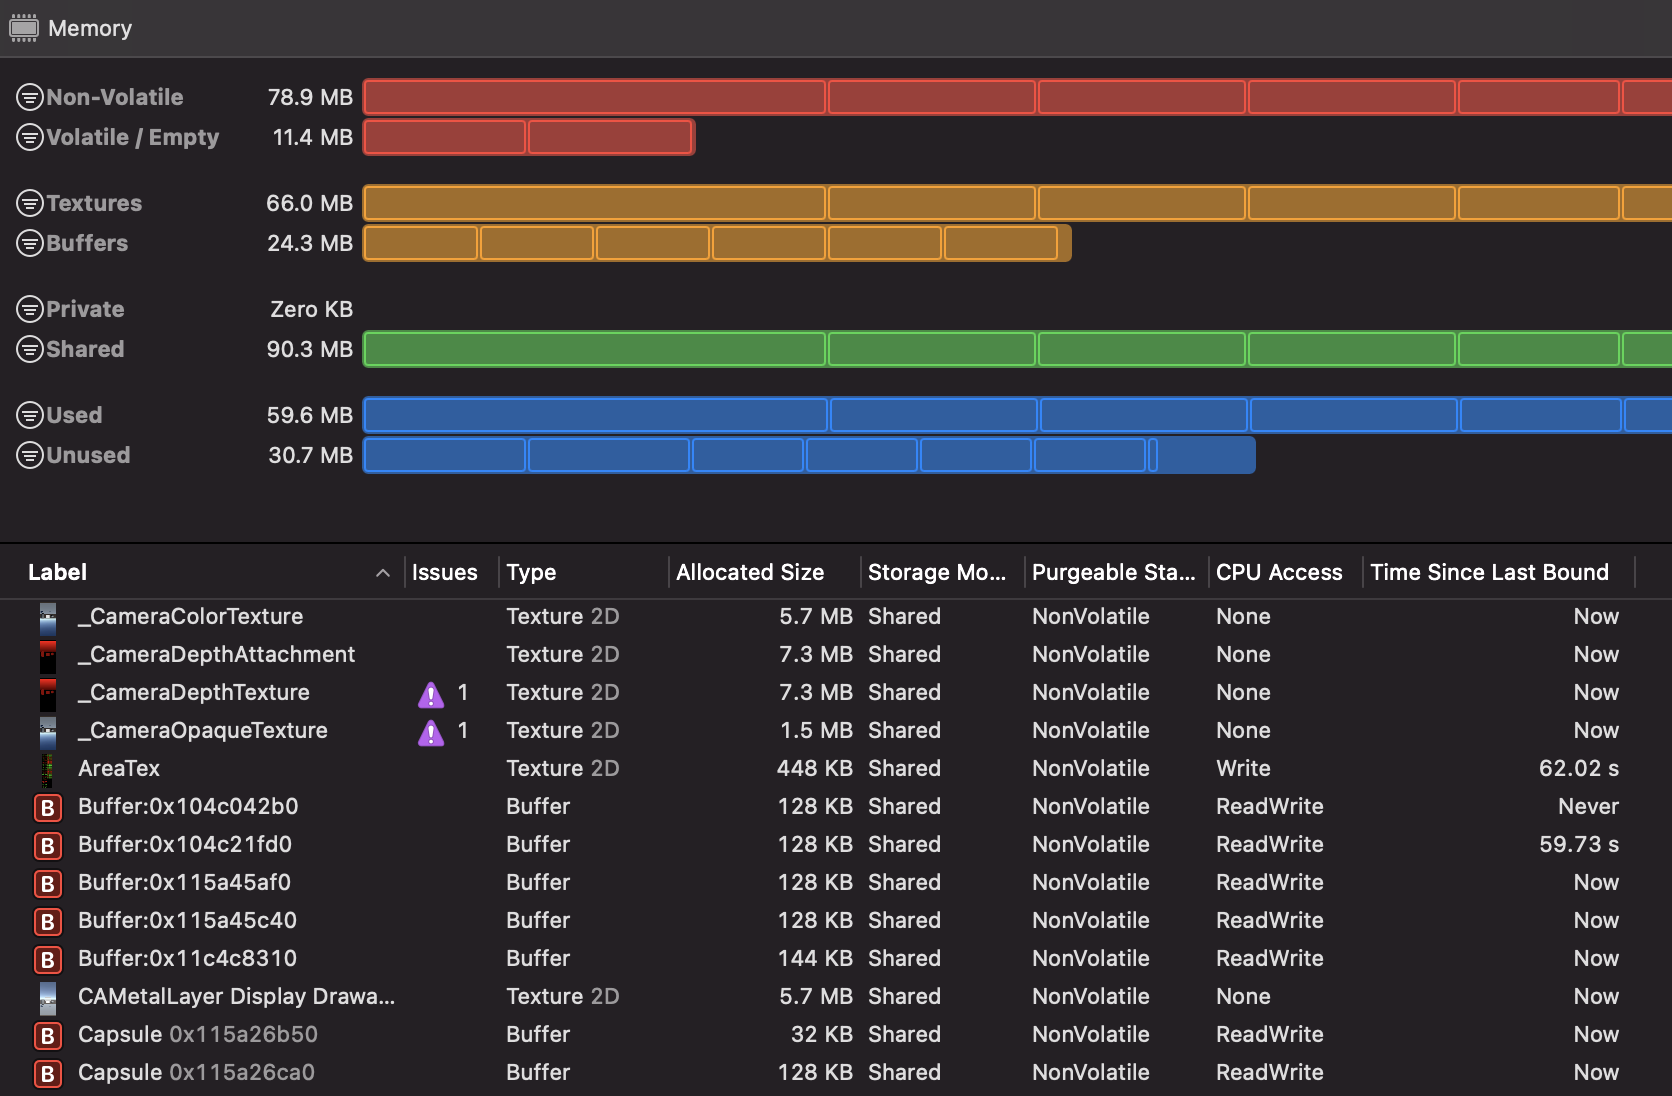 Memory
Non-Volatile 78.9 MB
Volatile / Empty 11.4 MB
Textures 66.0 MB
Buffers 24.3 MB
Private Zero KB
Shared 90.3 MB
Used 59.6 MB
Unused 30.7 MB
Label Issues Type Allocated Size Storage Mo... Purgeable Sta... CPU Access Time Since Last Bound
_CameraColorTexture Texture 2D 5.7 MB Shared NonVolatile None Now
_CameraDepthAttachment Texture 2D 7.3 MB Shared NonVolatile None Now
_CameraDepthTexture 1 Texture 2D 7.3 MB Shared NonVolatile None Now
_CameraOpaqueTexture 1 Texture 2D 1.5 MB Shared NonVolatile None Now
AreaTex Texture 2D 448 KB Shared NonVolatile Write 62.02 s
B Buffer:0x104c042b0 Buffer 128 KB Shared NonVolatile ReadWrite Never
B Buffer:0x104c21fd0 Buffer 128 KB Shared NonVolatile ReadWrite 59.73 s
B Buffer:0x115a45af0 Buffer 128 KB Shared NonVolatile ReadWrite Now
B Buffer:0x115a45c40 Buffer 128 KB Shared NonVolatile ReadWrite Now
B Buffer:0x11c4c8310 Buffer 144 KB Shared NonVolatile ReadWrite Now
CAMetalLayer Display Drawa... Texture 2D 5.7 MB Shared NonVolatile None Now
B Capsule 0x115a26b50 Buffer 32 KB Shared NonVolatile ReadWrite Now
B Capsule 0x115a26ca0 Buffer 128 KB Shared NonVolatile ReadWrite Now